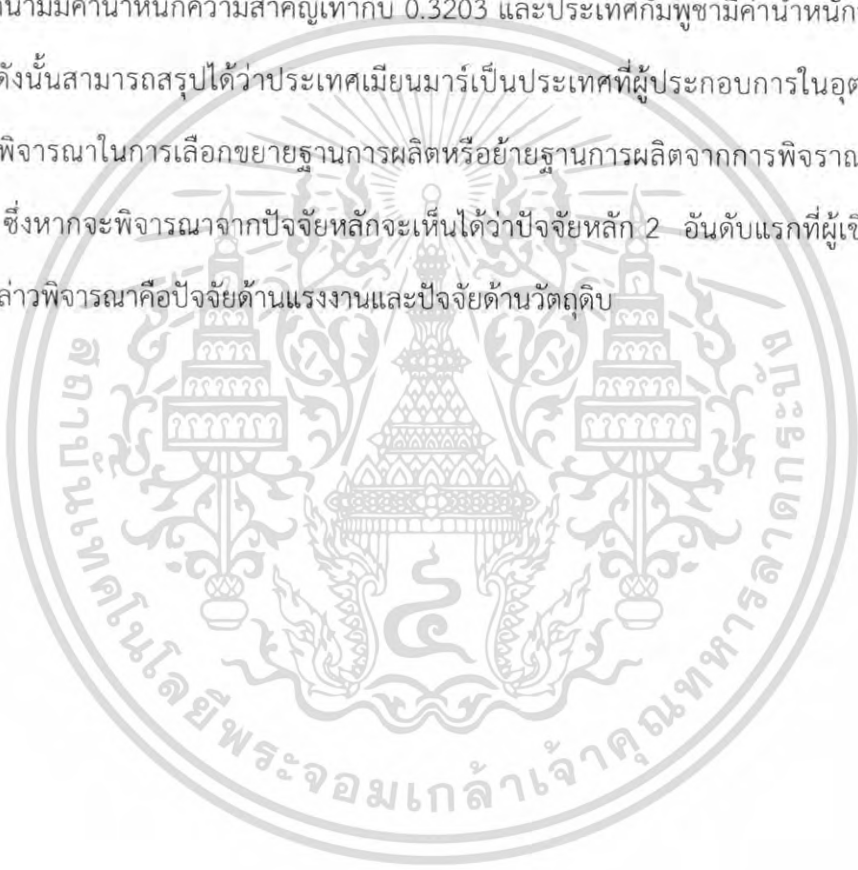 นามมีค่าน้ำหนักความสำคัญเท่ากับ 0.3203 และประเทศกัมพูชามีค่าน้ำหนัก
ดังนั้นสามารถสรุปได้ว่าประเทศเมียนมาร์เป็นประเทศที่ผู้ประกอบการในอุต
พิจารณาในการเลือกขยายฐานการผลิตหรือย้ายฐานการผลิตจากการพิจราณ
ซึ่งหากจะพิจารณาจากปัจจัยหลักจะเห็นได้ว่าปัจจัยหลัก 2 อันดับแรกที่ผู้เชี
ล่าวพิจารณาคือปัจจัยด้านแรงงานและปัจจัยด้านวัตถุดิบ
สถาบันเทคโนโลยีพระจอมเกล้าเจ้าคุณทหารลาดกระบัง